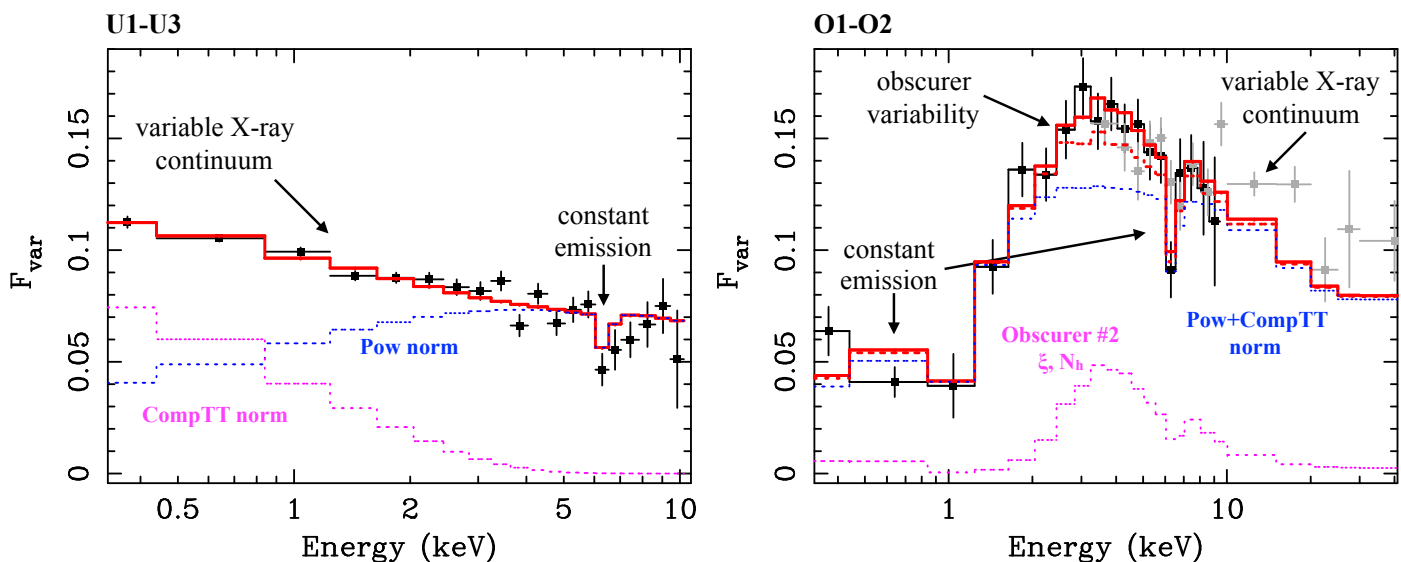 U1-U3
0.15
0.1
0.05
0
F_var
variable X-ray
continuum
constant
emission
Pow norm
CompTT norm
0.5
1
2
5
10
Energy (keV)
O1-O2
0.15
0.1
0.05
0
F_var
obscurer
variability
variable X-ray
continuum
constant
emission
Obscurer #2
ξ, Nh
Pow+CompTT
norm
1
10
Energy (keV)